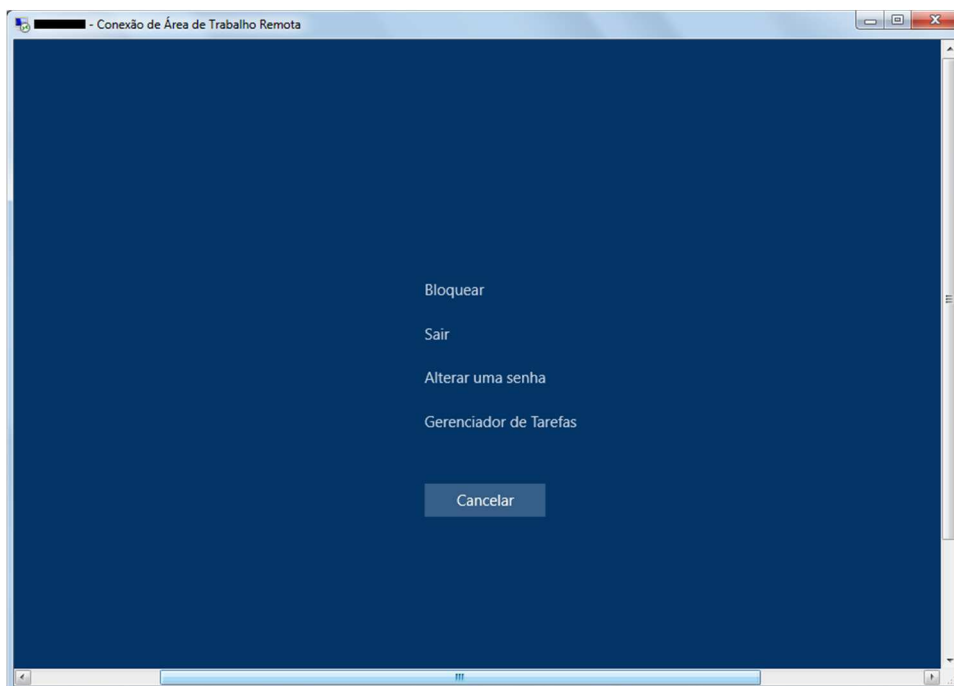 - Conexão de Área de Trabalho Remota
Bloquear
Sair
Alterar uma senha
Gerenciador de Tarefas
Cancelar